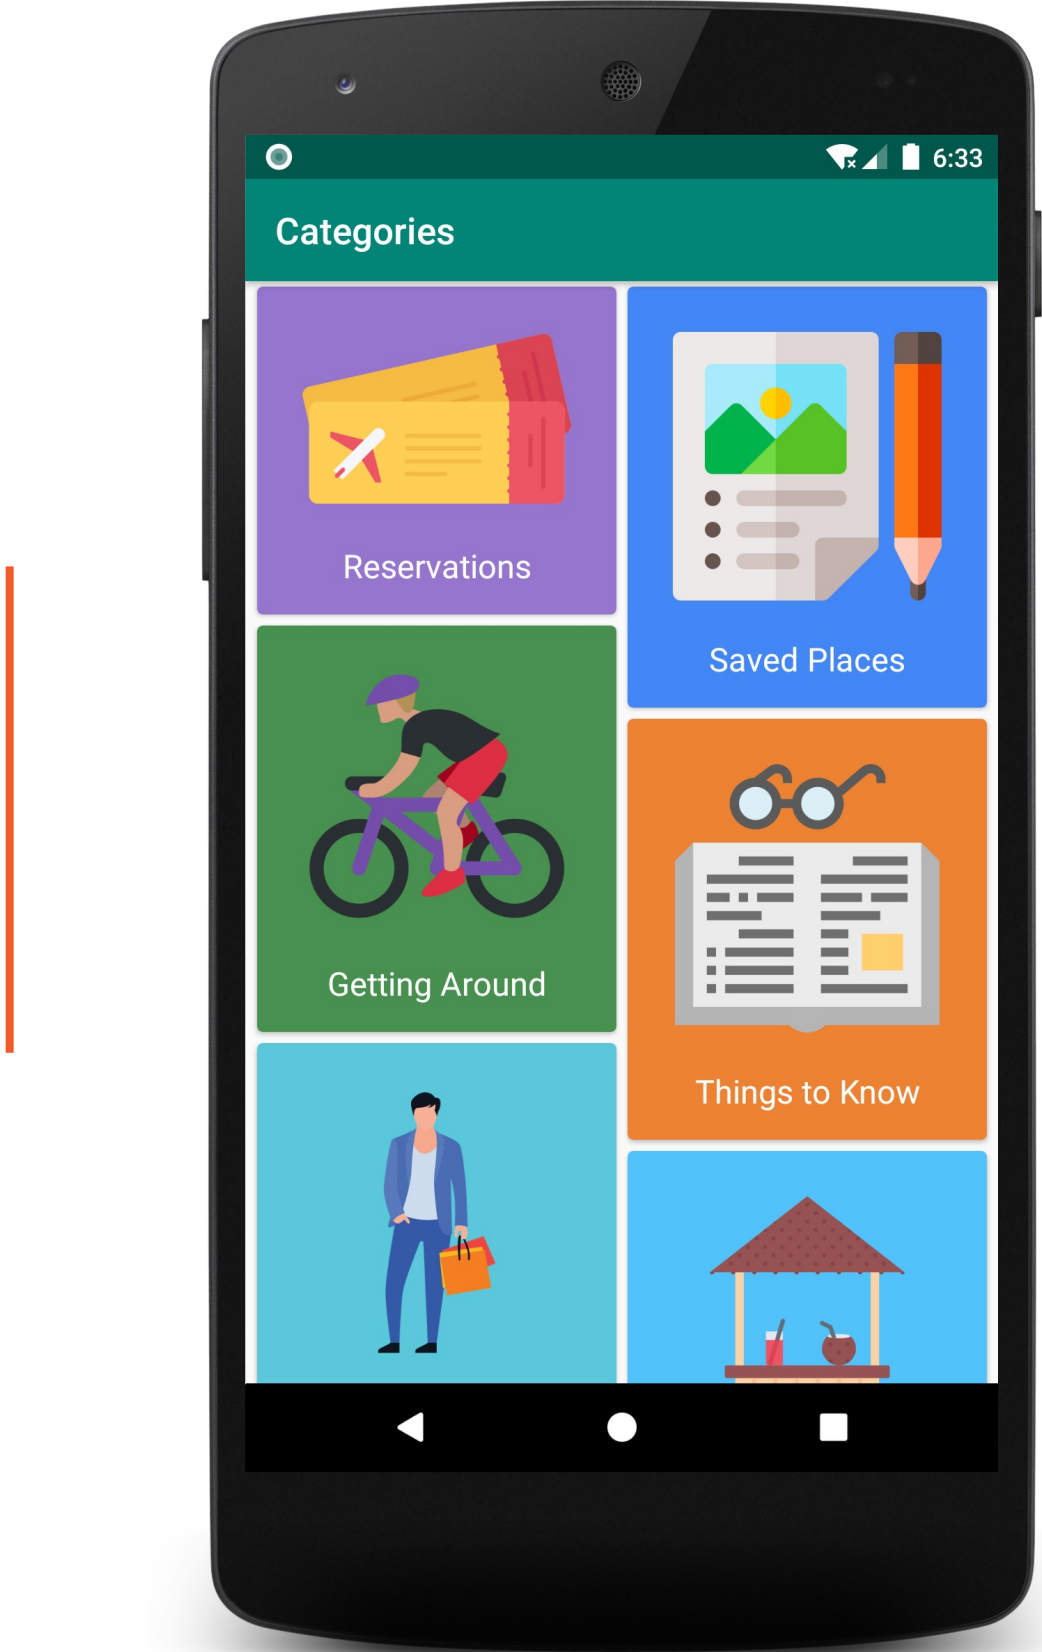 6:33
Categories
Reservations
Saved Places
Getting Around
Things to Know